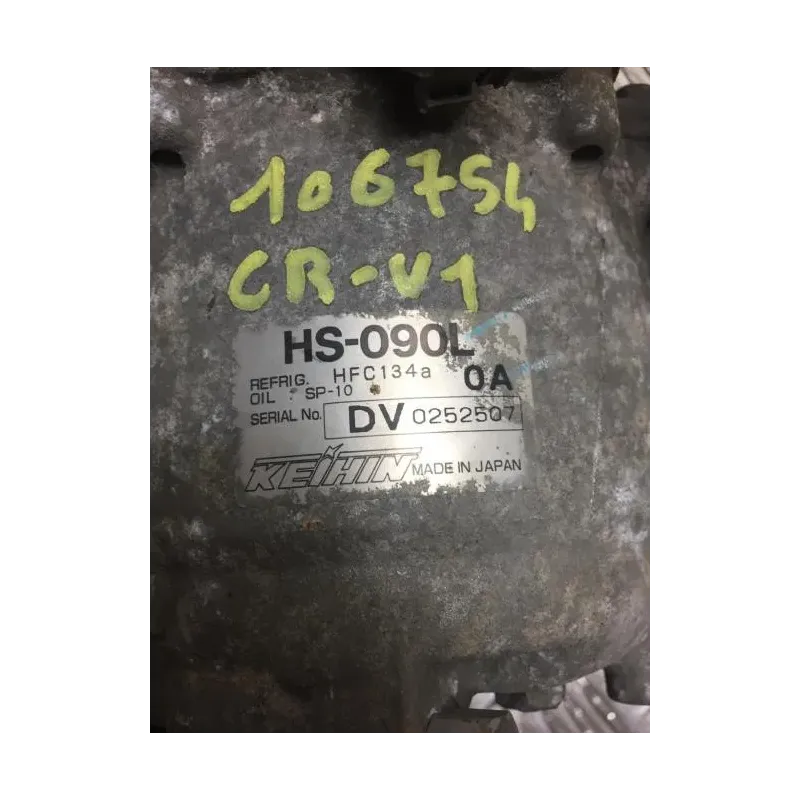 106754
CR-V1
HS-090L
REFRIG. HFC134a 0A
OIL SP-10
SERIAL No. DV 0252507
KEIHIN MADE IN JAPAN